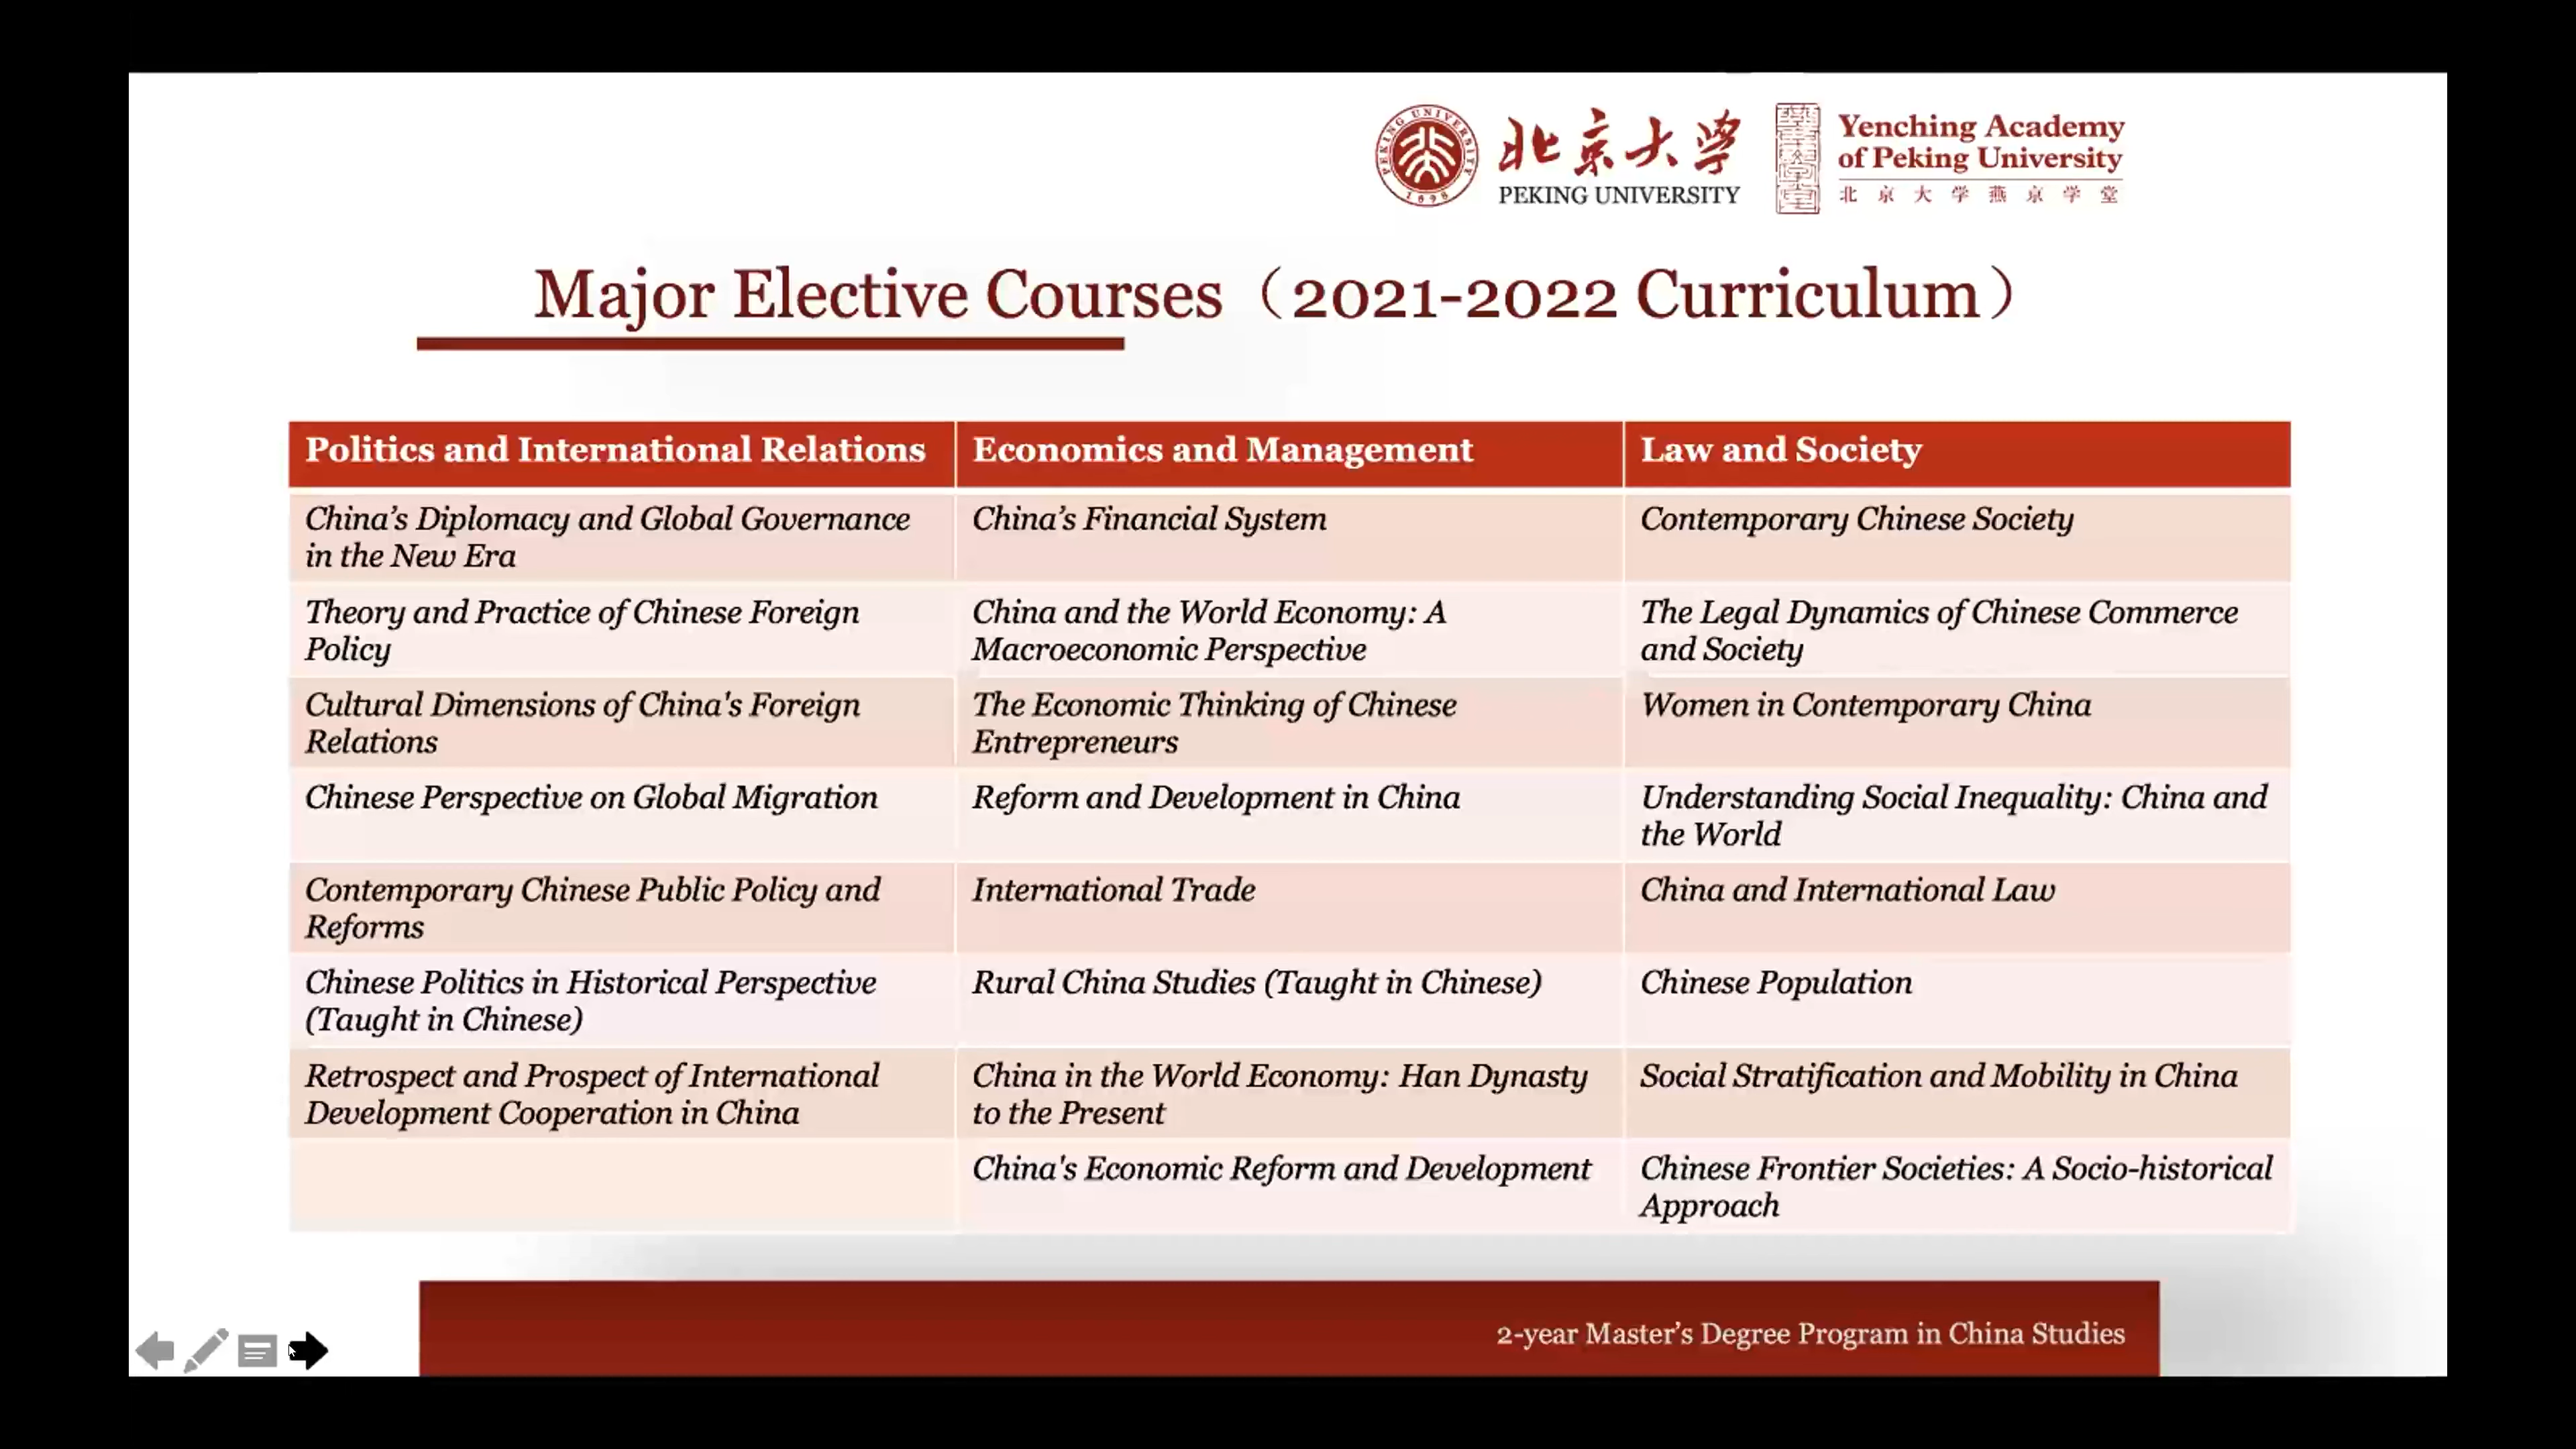 PEKING UNIVERSITY
1898
北京大学
PEKING UNIVERSITY
Yenching Academy
of Peking University
北京大学燕京学堂
Major Elective Courses（2021-2022 Curriculum）
Politics and International Relations
Economics and Management
Law and Society
China’s Diplomacy and Global Governance
in the New Era
China’s Financial System
Contemporary Chinese Society
Theory and Practice of Chinese Foreign
Policy
China and the World Economy: A
Macroeconomic Perspective
The Legal Dynamics of Chinese Commerce
and Society
Cultural Dimensions of China's Foreign
Relations
The Economic Thinking of Chinese
Entrepreneurs
Women in Contemporary China
Chinese Perspective on Global Migration
Reform and Development in China
Understanding Social Inequality: China and
the World
Contemporary Chinese Public Policy and
Reforms
International Trade
China and International Law
Chinese Politics in Historical Perspective
(Taught in Chinese)
Rural China Studies (Taught in Chinese)
Chinese Population
Retrospect and Prospect of International
Development Cooperation in China
China in the World Economy: Han Dynasty
to the Present
Social Stratification and Mobility in China
China's Economic Reform and Development
Chinese Frontier Societies: A Socio-historical
Approach
2-year Master’s Degree Program in China Studies